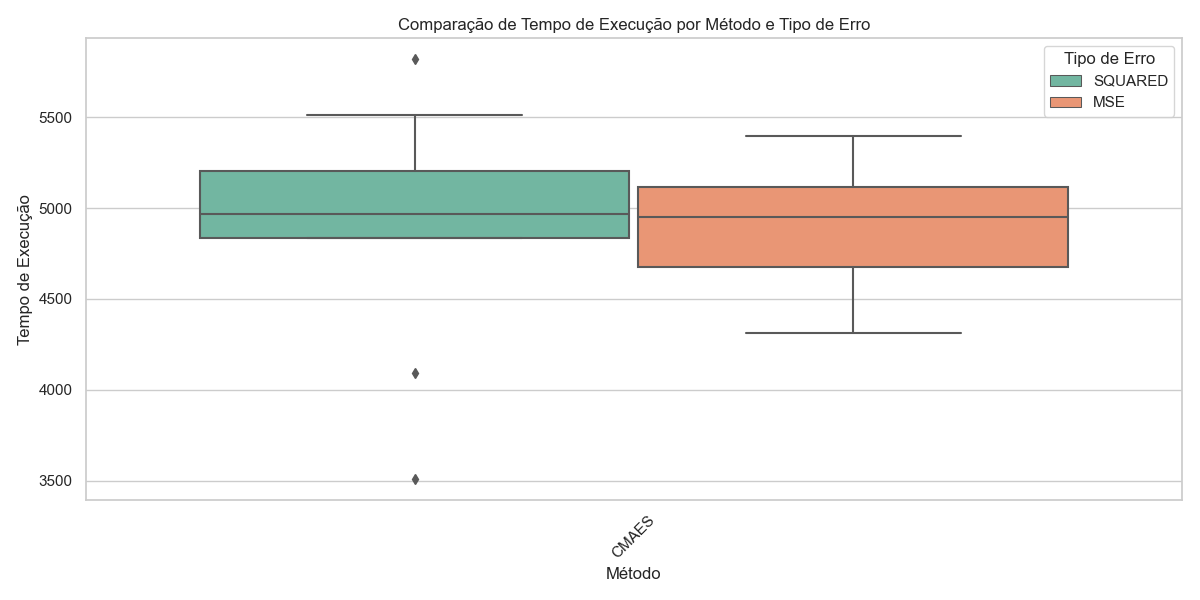 Comparação de Tempo de Execução por Método e Tipo de Erro
Tipo de Erro
SQUARED
MSE
Tempo de Execução
5500
5000
4500
4000
3500
CMAES
Método